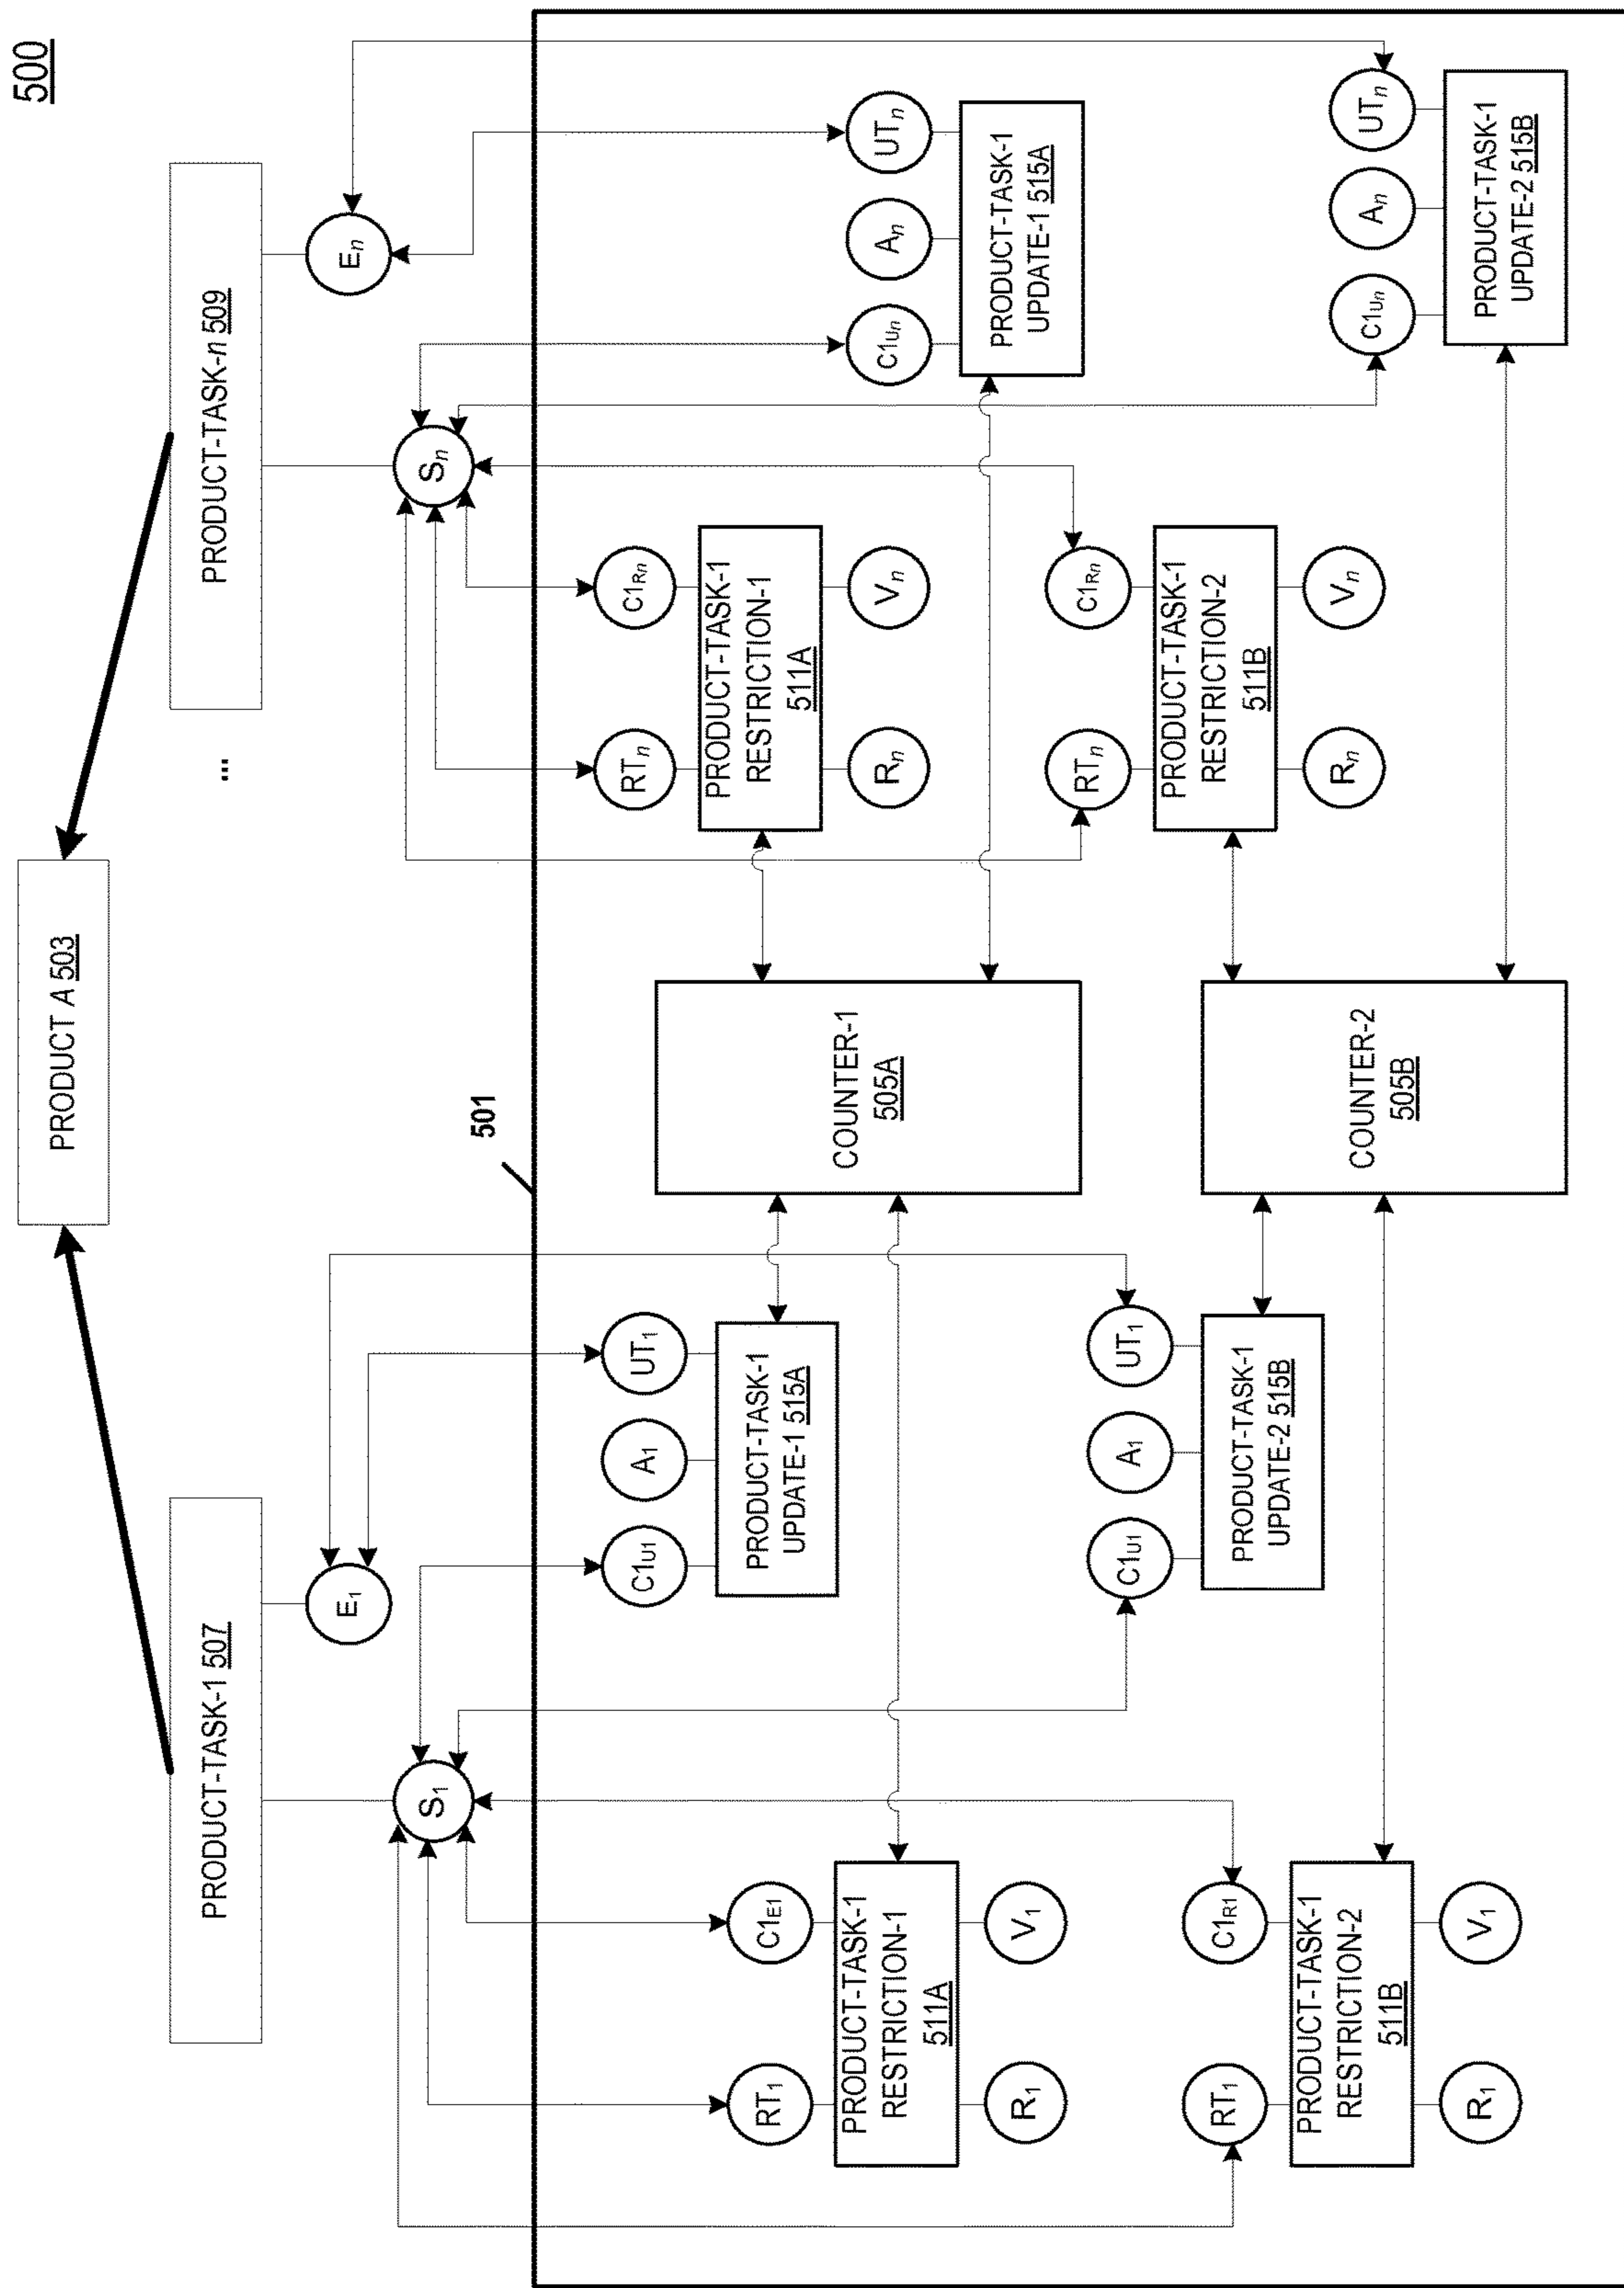 500
PRODUCT A 503
PRODUCT-TASK-1 507
...
PRODUCT-TASK-n 509
E1
En
S1
Sn
501
RT1
C1E1
PRODUCT-TASK-1
RESTRICTION-1
511A
R1
V1
C1U1
A1
UT1
PRODUCT-TASK-1
UPDATE-1 515A
COUNTER-1
505A
RTn
C1Rn
PRODUCT-TASK-1
RESTRICTION-1
511A
Rn
Vn
C1Un
An
UTn
PRODUCT-TASK-1
UPDATE-1 515A
RT1
C1R1
PRODUCT-TASK-1
RESTRICTION-2
511B
R1
V1
C1U1
A1
UT1
PRODUCT-TASK-1
UPDATE-2 515B
COUNTER-2
505B
RTn
C1Rn
PRODUCT-TASK-1
RESTRICTION-2
511B
Rn
Vn
C1Un
An
UTn
PRODUCT-TASK-1
UPDATE-2 515B